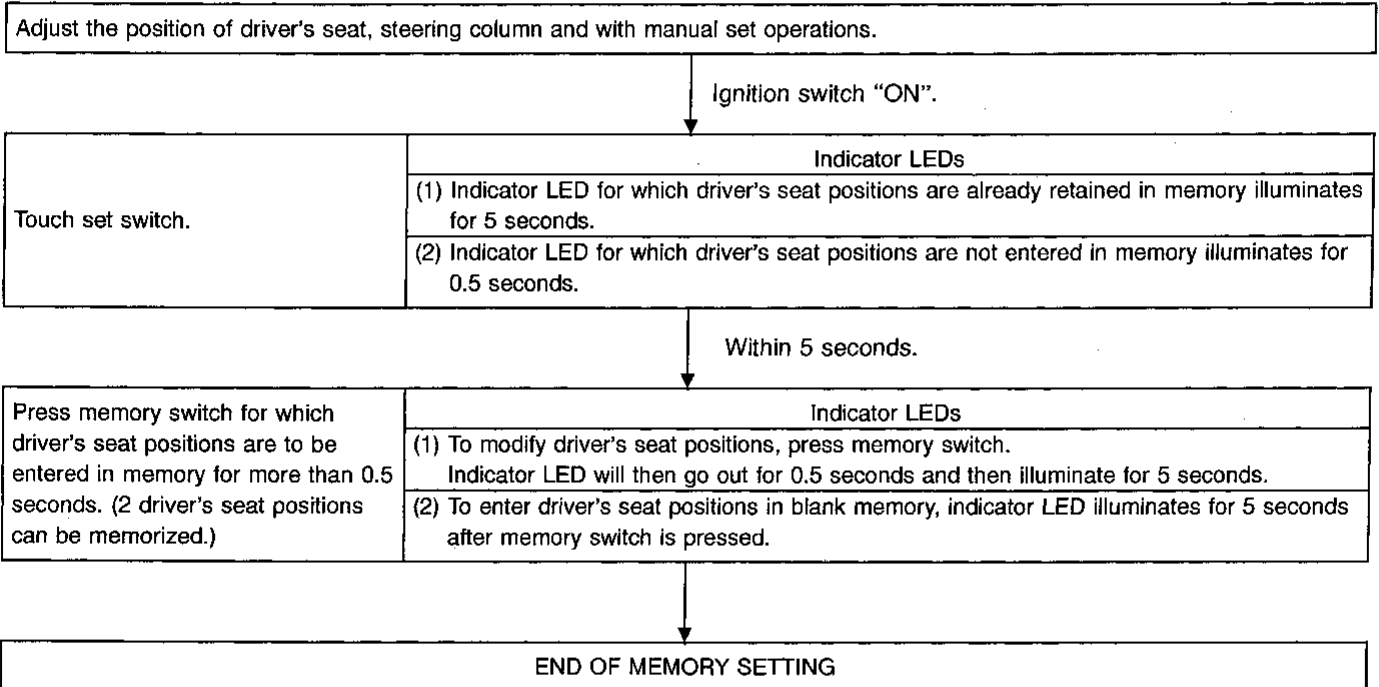 Adjust the position of driver's seat, steering column and with manual set operations.
Ignition switch "ON".
Touch set switch.
Indicator LEDs
(1) Indicator LED for which driver's seat positions are already retained in memory illuminates
for 5 seconds.
(2) Indicator LED for which driver's seat positions are not entered in memory illuminates for
0.5 seconds.
Within 5 seconds.
Press memory switch for which
driver's seat positions are to be
entered in memory for more than 0.5
seconds. (2 driver's seat positions
can be memorized.)
Indicator LEDs
(1) To modify driver's seat positions, press memory switch.
Indicator LED will then go out for 0.5 seconds and then illuminate for 5 seconds.
(2) To enter driver's seat positions in blank memory, indicator LED illuminates for 5 seconds
after memory switch is pressed.
END OF MEMORY SETTING